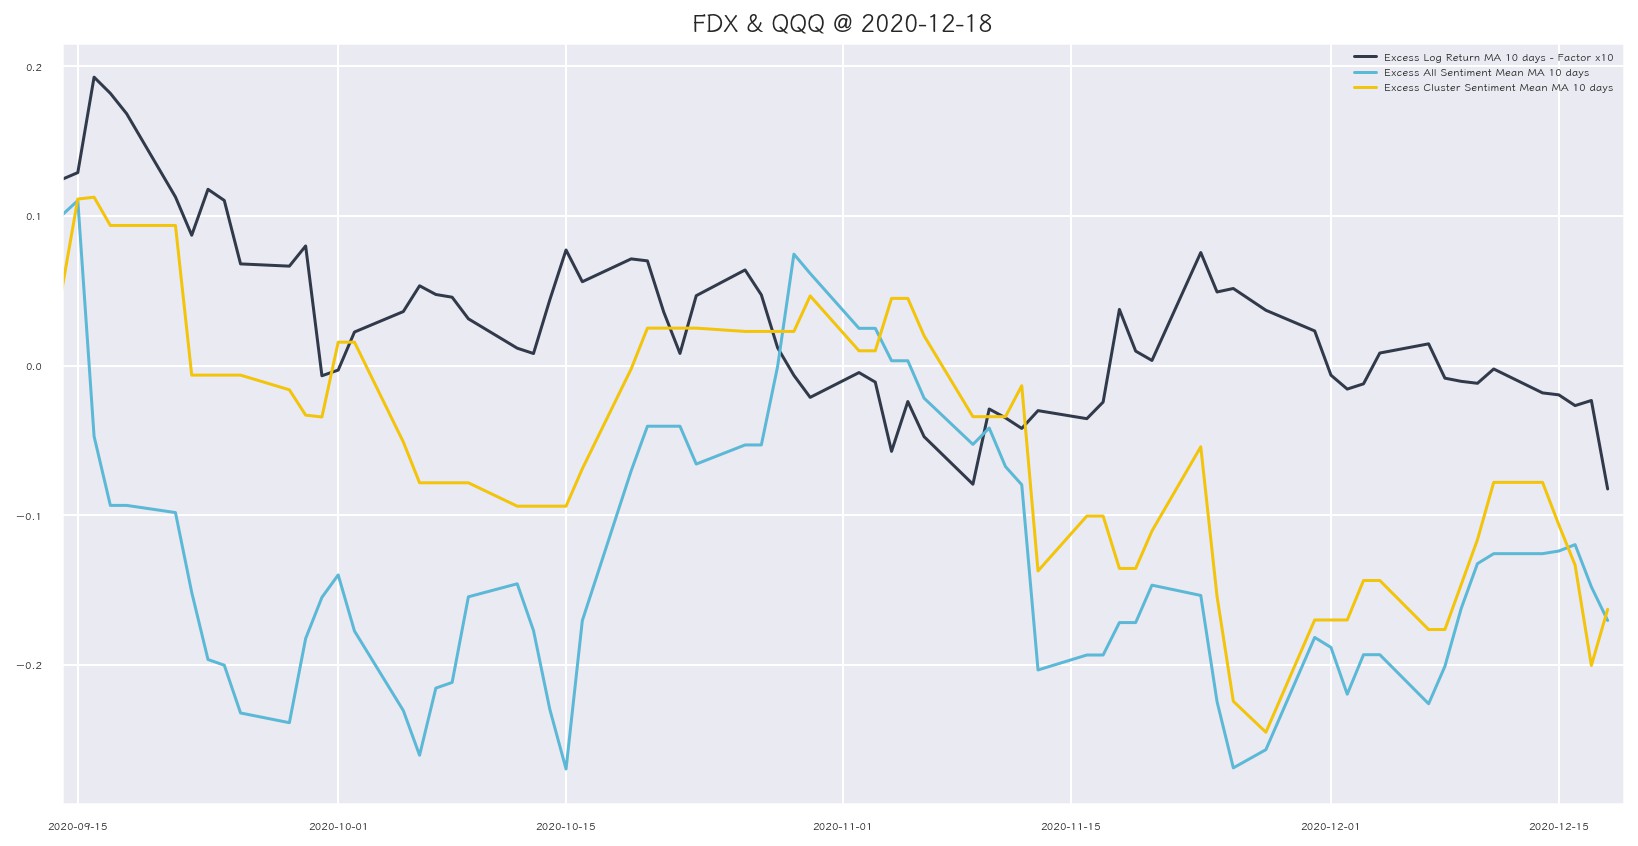 FDX & QQQ @ 2020-12-18
Excess Log Return MA 10 days - Factor x10
Excess All Sentiment Mean MA 10 days
Excess Cluster Sentiment Mean MA 10 days
0.2
0.1
0.0
−0.1
−0.2
2020-09-15 2020-10-01 2020-10-15 2020-11-01 2020-11-15 2020-12-01 2020-12-15